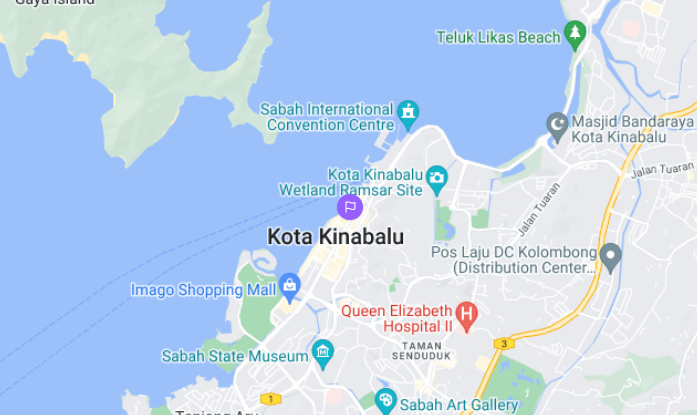 Gaya Island
Teluk Likas Beach
Sabah International
Convention Centre
Masjid Bandaraya
Kota Kinabalu
Kota Kinabalu
Wetland Ramsar Site
Jalan Tuaran
Jalan Tuaran
Kota Kinabalu
Pos Laju DC Kolombong
(Distribution Center...
Imago Shopping Mall
Queen Elizabeth
Hospital II
H
3
TAMAN
SENDUDUK
Sabah State Museum
1
Sabah Art Gallery
Tanjong Aru